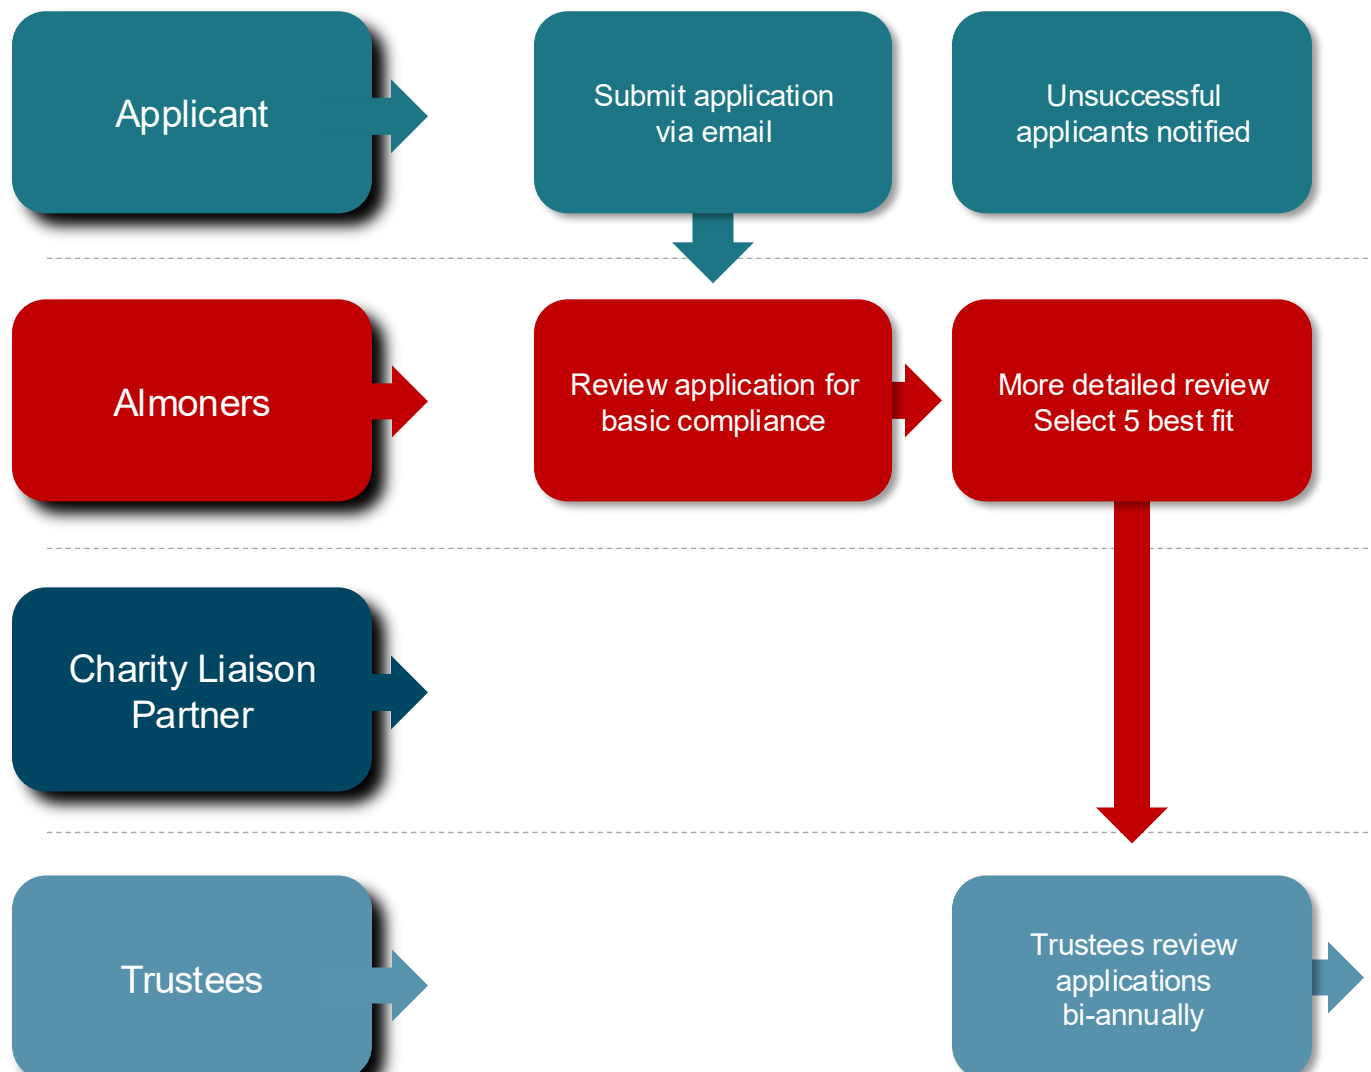 Applicant
Submit application
via email
Unsuccessful
applicants notified
Almoners
Review application for
basic compliance
More detailed review
Select 5 best fit
Charity Liaison
Partner
Trustees
Trustees review
applications
bi-annually